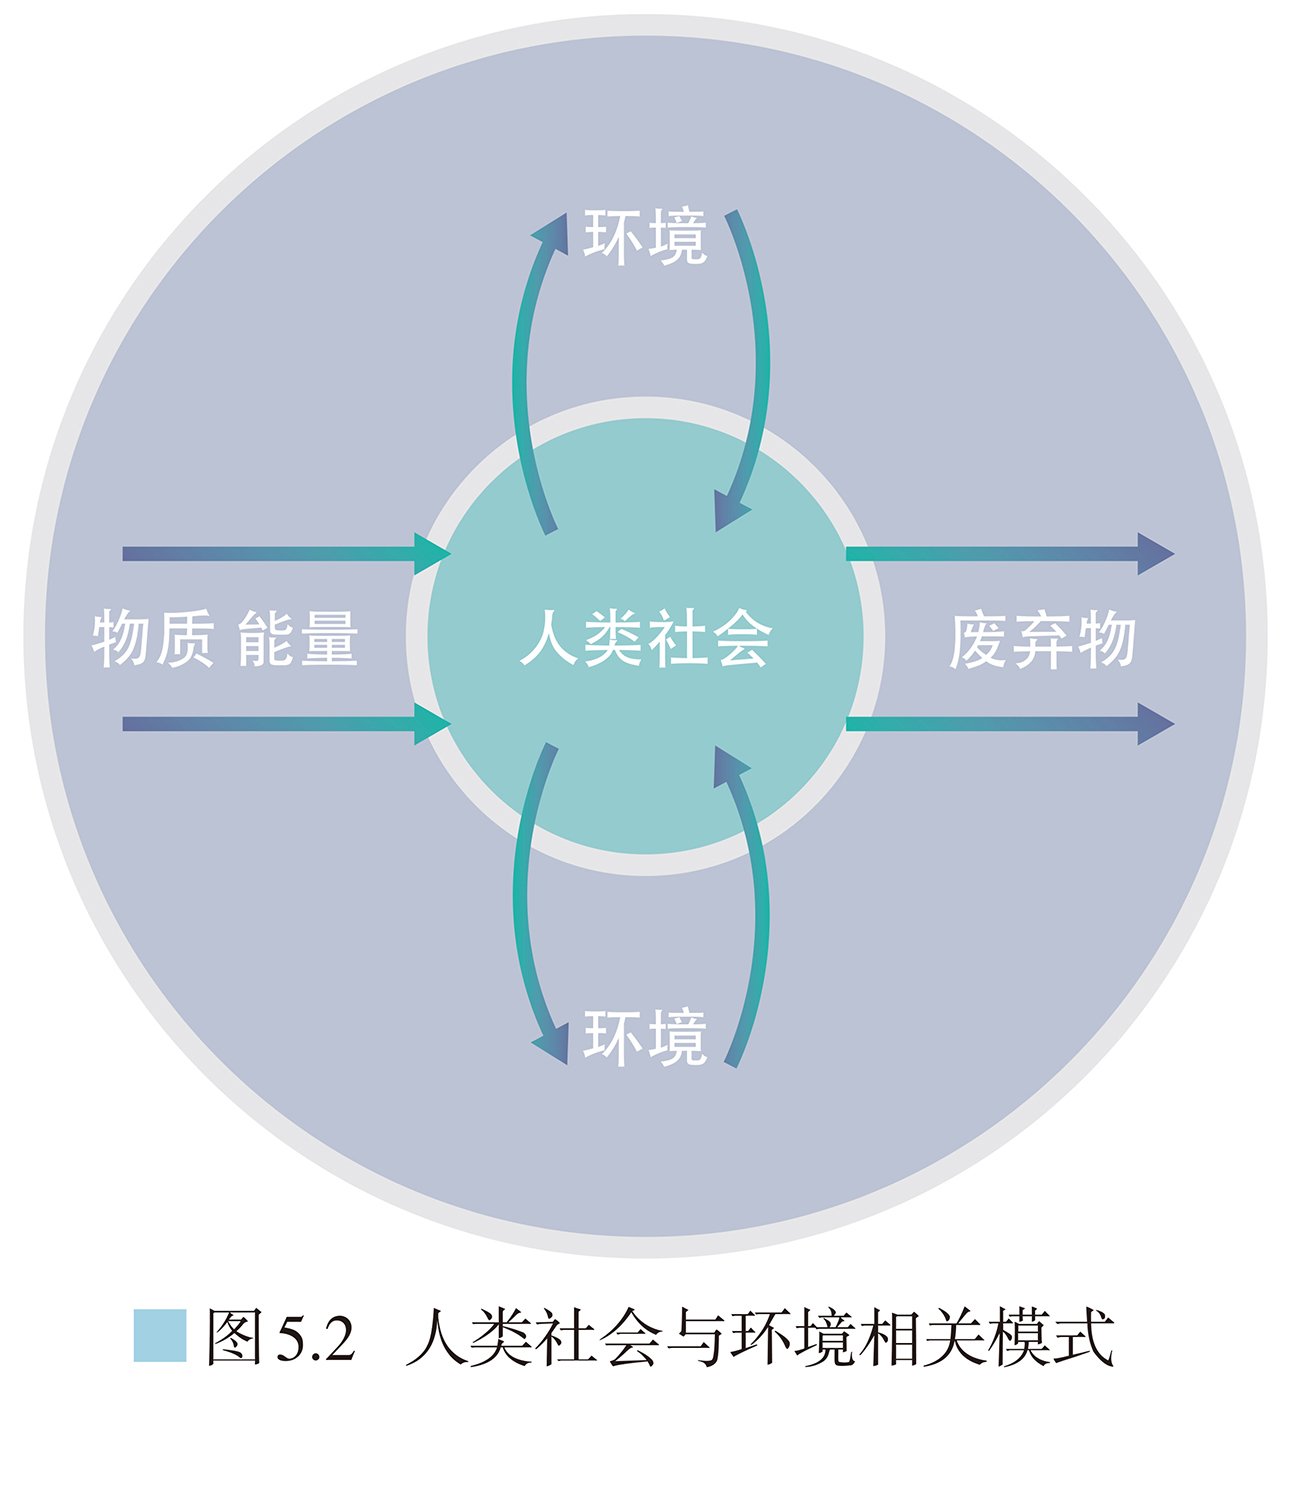 环境
物质 能量
人类社会
废弃物
环境
图 5.2 人类社会与环境相关模式